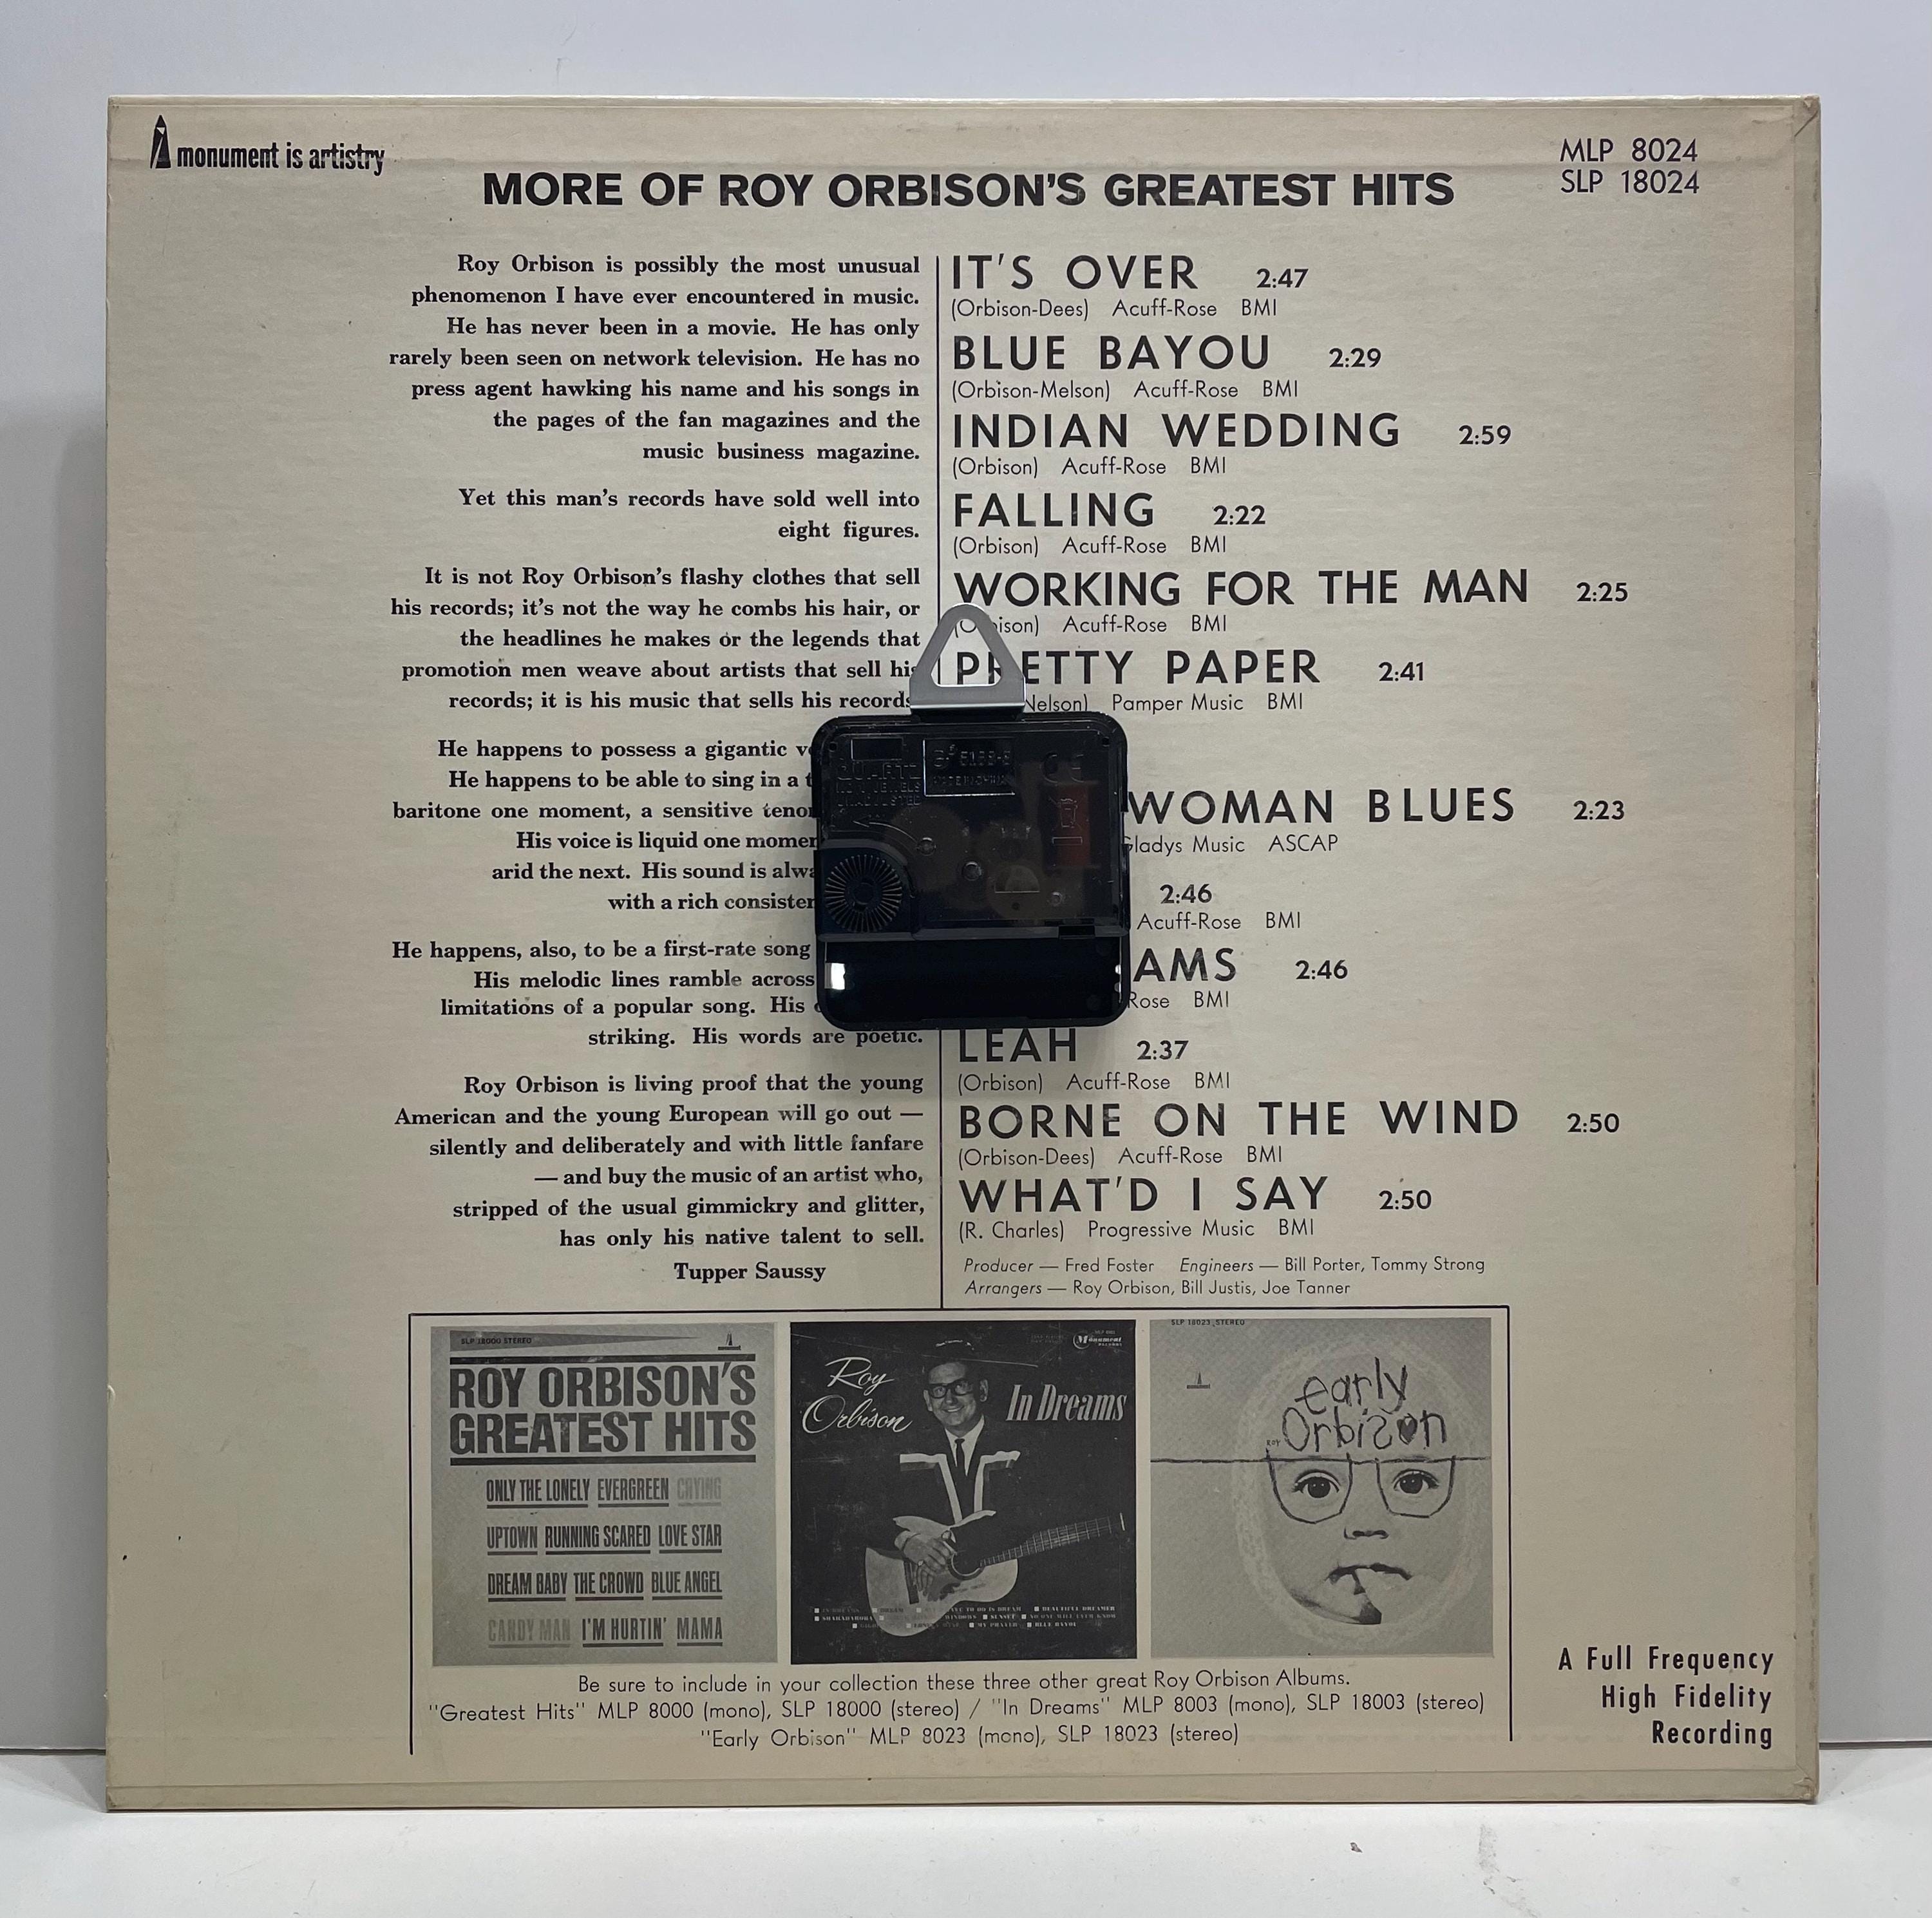 monument is artistry
MLP 8024
SLP 18024
MORE OF ROY ORBISON'S GREATEST HITS
Roy Orbison is possibly the most unusual
phenomenon I have ever encountered in music.
He has never been in a movie. He has only
rarely been seen on network television. He has no
press agent hawking his name and his songs in
the pages of the fan magazines and the
music business magazine.
Yet this man's records have sold well into
eight figures.
It is not Roy Orbison's flashy clothes that sell
his records; it's not the way he combs his hair, or
the headlines he makes or the legends that
promotion men weave about artists that sell his
records; it is his music that sells his records
He happens to possess a gigantic
He happens to be able to sing in a
baritone one moment, a sensitive tenor
His voice is liquid one moment
arid the next. His sound is
with a rich
He happens, also, to be a first-rate song
His melodic lines ramble across
limitations of a popular song. His
striking. His words are poetic.
Roy Orbison is living proof that the young
American and the young European will go out —
silently and deliberately and with little fanfare
— and buy the music of an artist who,
stripped of the usual gimmickry and glitter,
has only his native talent to sell.
Tupper Saussy
IT'S OVER 2:47
(Orbison-Dees) Acuff-Rose BMI
BLUE BAYOU 2:29
(Orbison-Melson) Acuff-Rose BMI
INDIAN WEDDING 2:59
(Orbison) Acuff-Rose BMI
FALLING 2:22
(Orbison) Acuff-Rose BMI
WORKING FOR THE MAN 2:25
(Orbison) Acuff-Rose BMI
PRETTY PAPER 2:41
Nelson) Pamper Music BMI
WOMAN BLUES 2:23
Gladys Music ASCAP
2:46
Acuff-Rose BMI
AMS 2:46
Rose BMI
LEAH 2:37
(Orbison) Acuff-Rose BMI
BORNE ON THE WIND 2:50
(Orbison-Dees) Acuff-Rose BMI
WHAT'D I SAY 2:50
(R. Charles) Progressive Music BMI
Producer — Fred Foster Engineers — Bill Porter, Tommy Strong
Arrangers — Roy Orbison, Bill Justis, Joe Tanner
QUARTZ
CE
SLP 18000 STEREO
ROY ORBISON'S
GREATEST HITS
ONLY THE LONELY EVERGREEN CRYING
UPTOWN RUNNING SCARED LOVE STAR
DREAM BABY THE CROWD BLUE ANGEL
CANDY MAN I'M HURTIN' MAMA
Monument
Roy
Orbison
In Dreams
SLP 18023 STEREO
early
ROY Orbison
Be sure to include in your collection these three other great Roy Orbison Albums.
"Greatest Hits" MLP 8000 (mono), SLP 18000 (stereo) / "In Dreams" MLP 8003 (mono), SLP 18003 (stereo)
"Early Orbison" MLP 8023 (mono), SLP 18023 (stereo)
A Full Frequency
High Fidelity
Recording